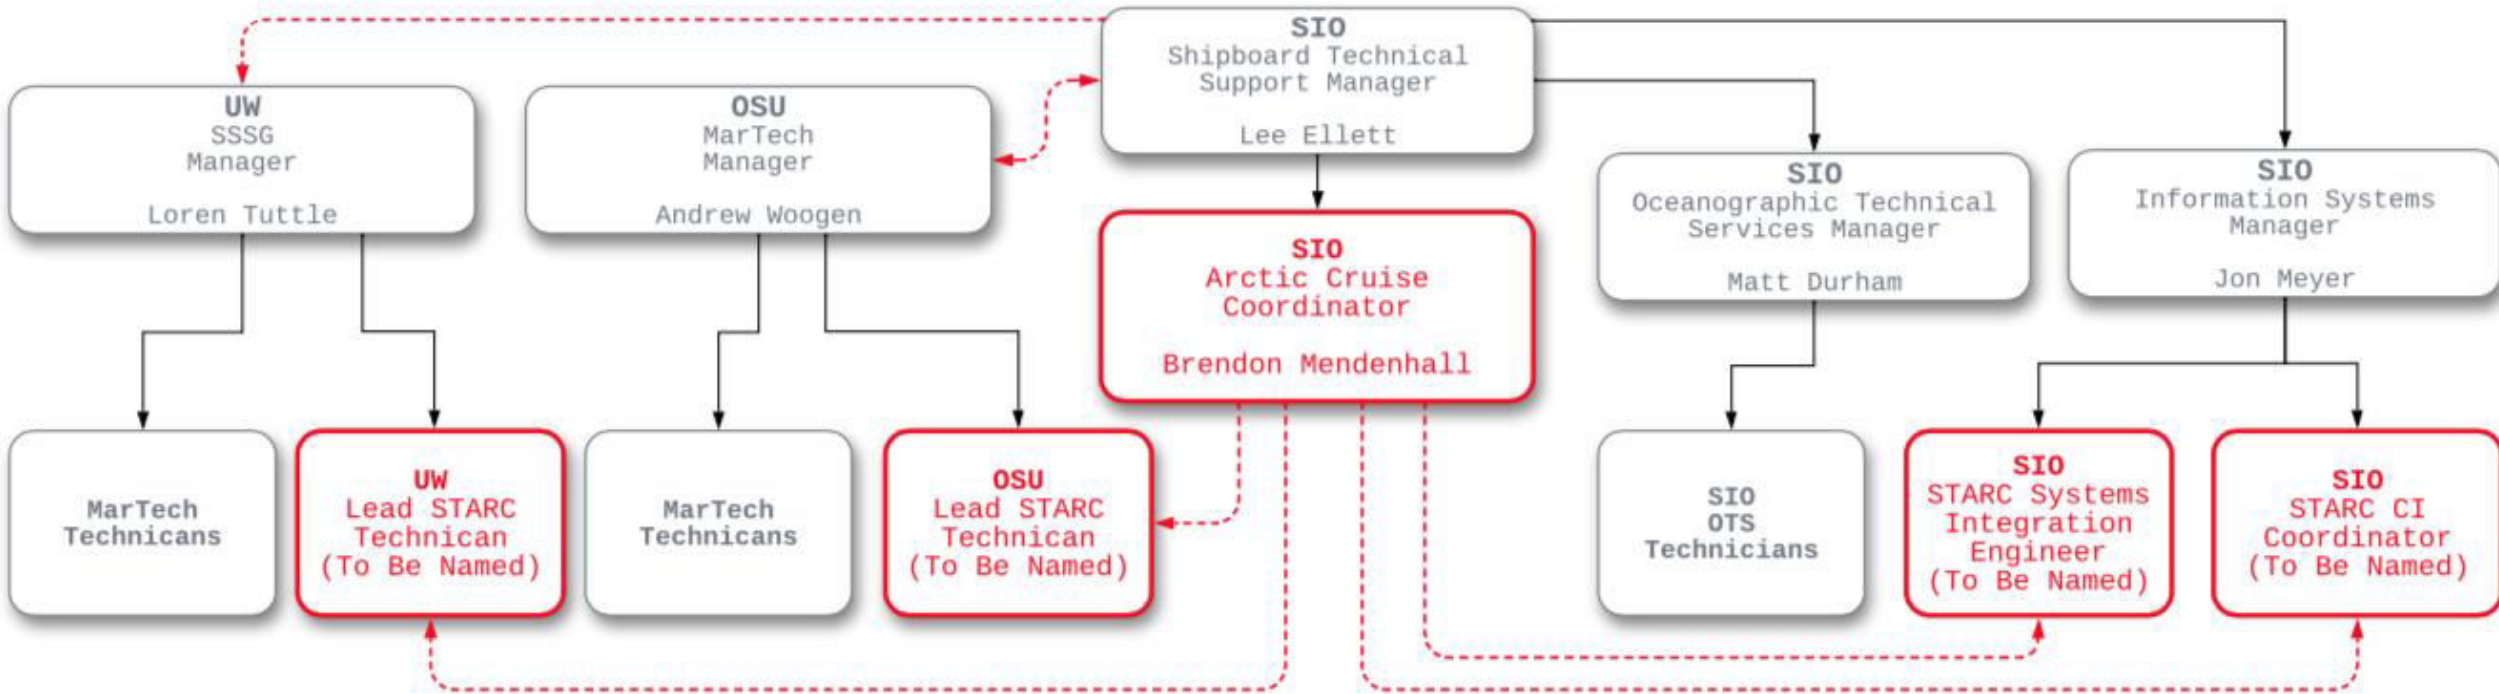 SIO
Shipboard Technical
Support Manager
Lee Ellett
UW
SSSG
Manager
Loren Tuttle
OSU
MarTech
Manager
Andrew Woogen
SIO
Arctic Cruise
Coordinator
Brendon Mendenhall
SIO
Oceanographic Technical
Services Manager
Matt Durham
SIO
Information Systems
Manager
Jon Meyer
MarTech
Technicans
UW
Lead STARC
Technican
(To Be Named)
MarTech
Technicans
OSU
Lead STARC
Technican
(To Be Named)
SIO
OTS
Technicians
SIO
STARC Systems
Integration
Engineer
(To Be Named)
SIO
STARC CI
Coordinator
(To Be Named)